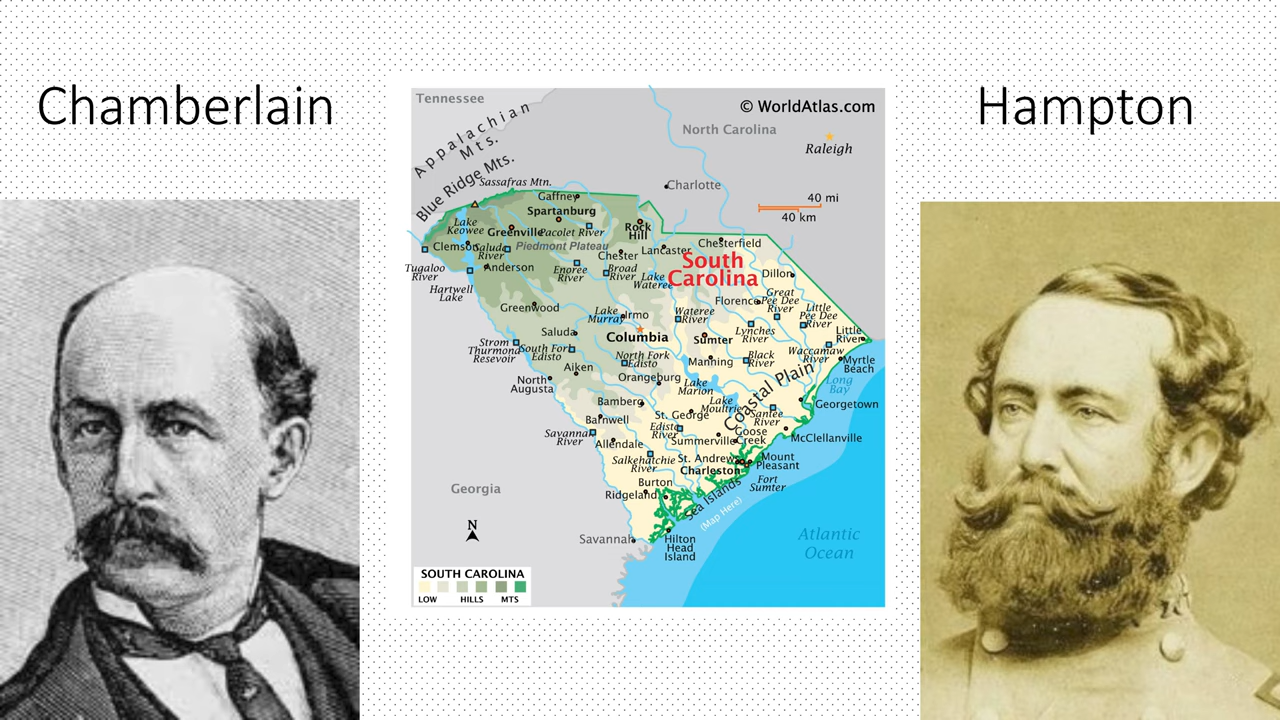 Chamberlain
Hampton
Tennessee
© WorldAtlas.com
Appalachian
Mts.
North Carolina
Raleigh
Blue Ridge Mts.
Sassafras Mtn.
Charlotte
40 mi
40 km
Gaffney
Spartanburg
Lake
Keowee
Greenville
Pacolet River
Rock
Hill
Clemson
Saluda
River
Piedmont Plateau
Chester
Lancaster
Chesterfield
South
Carolina
Tugaloo
River
Anderson
Enoree
River
Broad
River
Lake
Wateree
Dillon
Hartwell
Lake
Greenwood
Florence
Great
Pee Dee
River
Little
Pee Dee
River
Lake
Murray
Irmo
Wateree
River
Lynches
River
Saluda
Columbia
Sumter
Little
River
Strom
Thurmond
Resevoir
South Fork
Edisto
North Fork
Edisto
Manning
Black
River
Waccamaw
River
Myrtle
Beach
Aiken
Orangeburg
Lake
Marion
Coastal Plain
Long
Bay
North
Augusta
Bamberg
Lake
Moultrie
Santee
River
Georgetown
Barnwell
St. George
Edisto
River
Goose
Creek
Savannah
River
Allendale
Summerville
McClellanville
Salkehatchie
River
St. Andrews
Mount
Pleasant
Charleston
Fort
Sumter
Burton
Georgia
Ridgeland
Sea Islands
(Map Here)
N
Savannah
Hilton
Head
Island
Atlantic
Ocean
SOUTH CAROLINA
LOW HILLS MTS